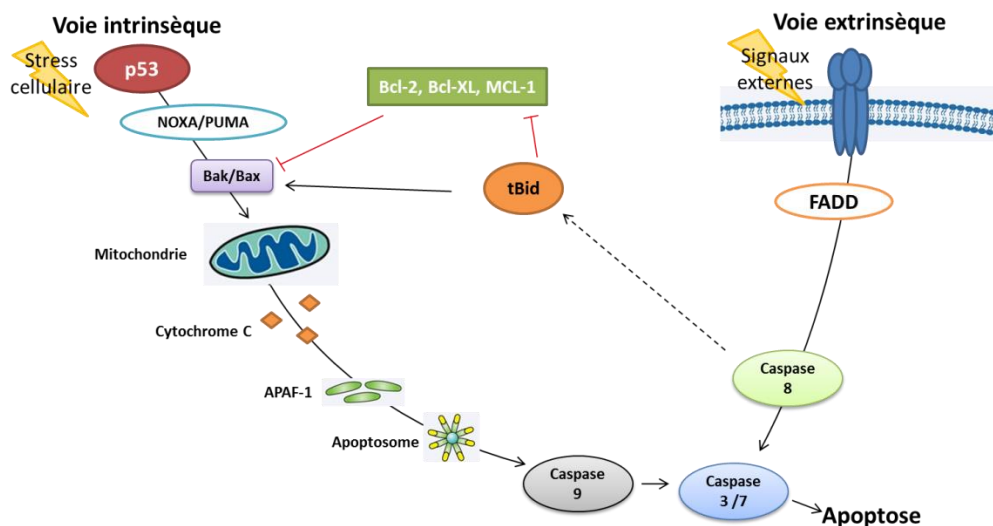 Voie intrinsèque
Stress
cellulaire
p53
NOXA/PUMA
Bak/Bax
Mitochondrie
Cytochrome C
APAF-1
Apoptosome
Bcl-2, Bcl-XL, MCL-1
tBid
Voie extrinsèque
Signaux
externes
FADD
Caspase
8
Caspase
9
Caspase
3 /7
Apoptose